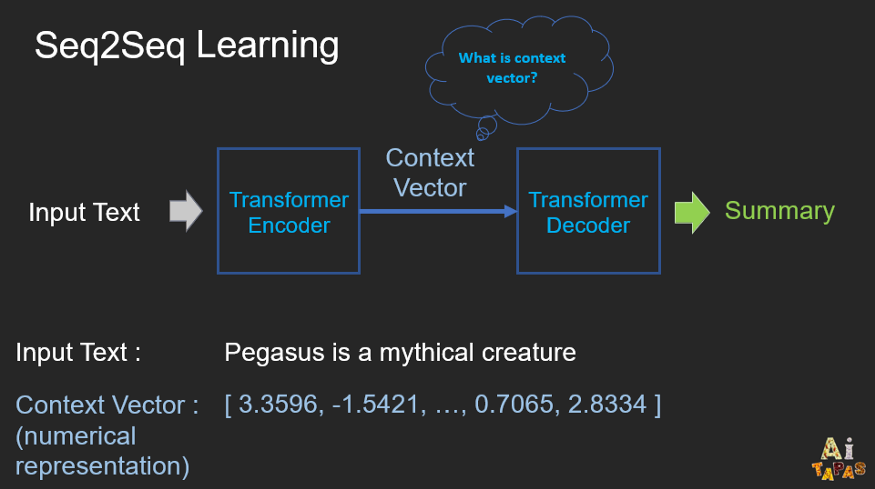 Seq2Seq Learning
What is context
vector?
Context
Vector
Input Text
Transformer
Encoder
Transformer
Decoder
Summary
Input Text :
Pegasus is a mythical creature
Context Vector :
(numerical
representation)
[ 3.3596, -1.5421, …, 0.7065, 2.8334 ]
Ai
TAPAS